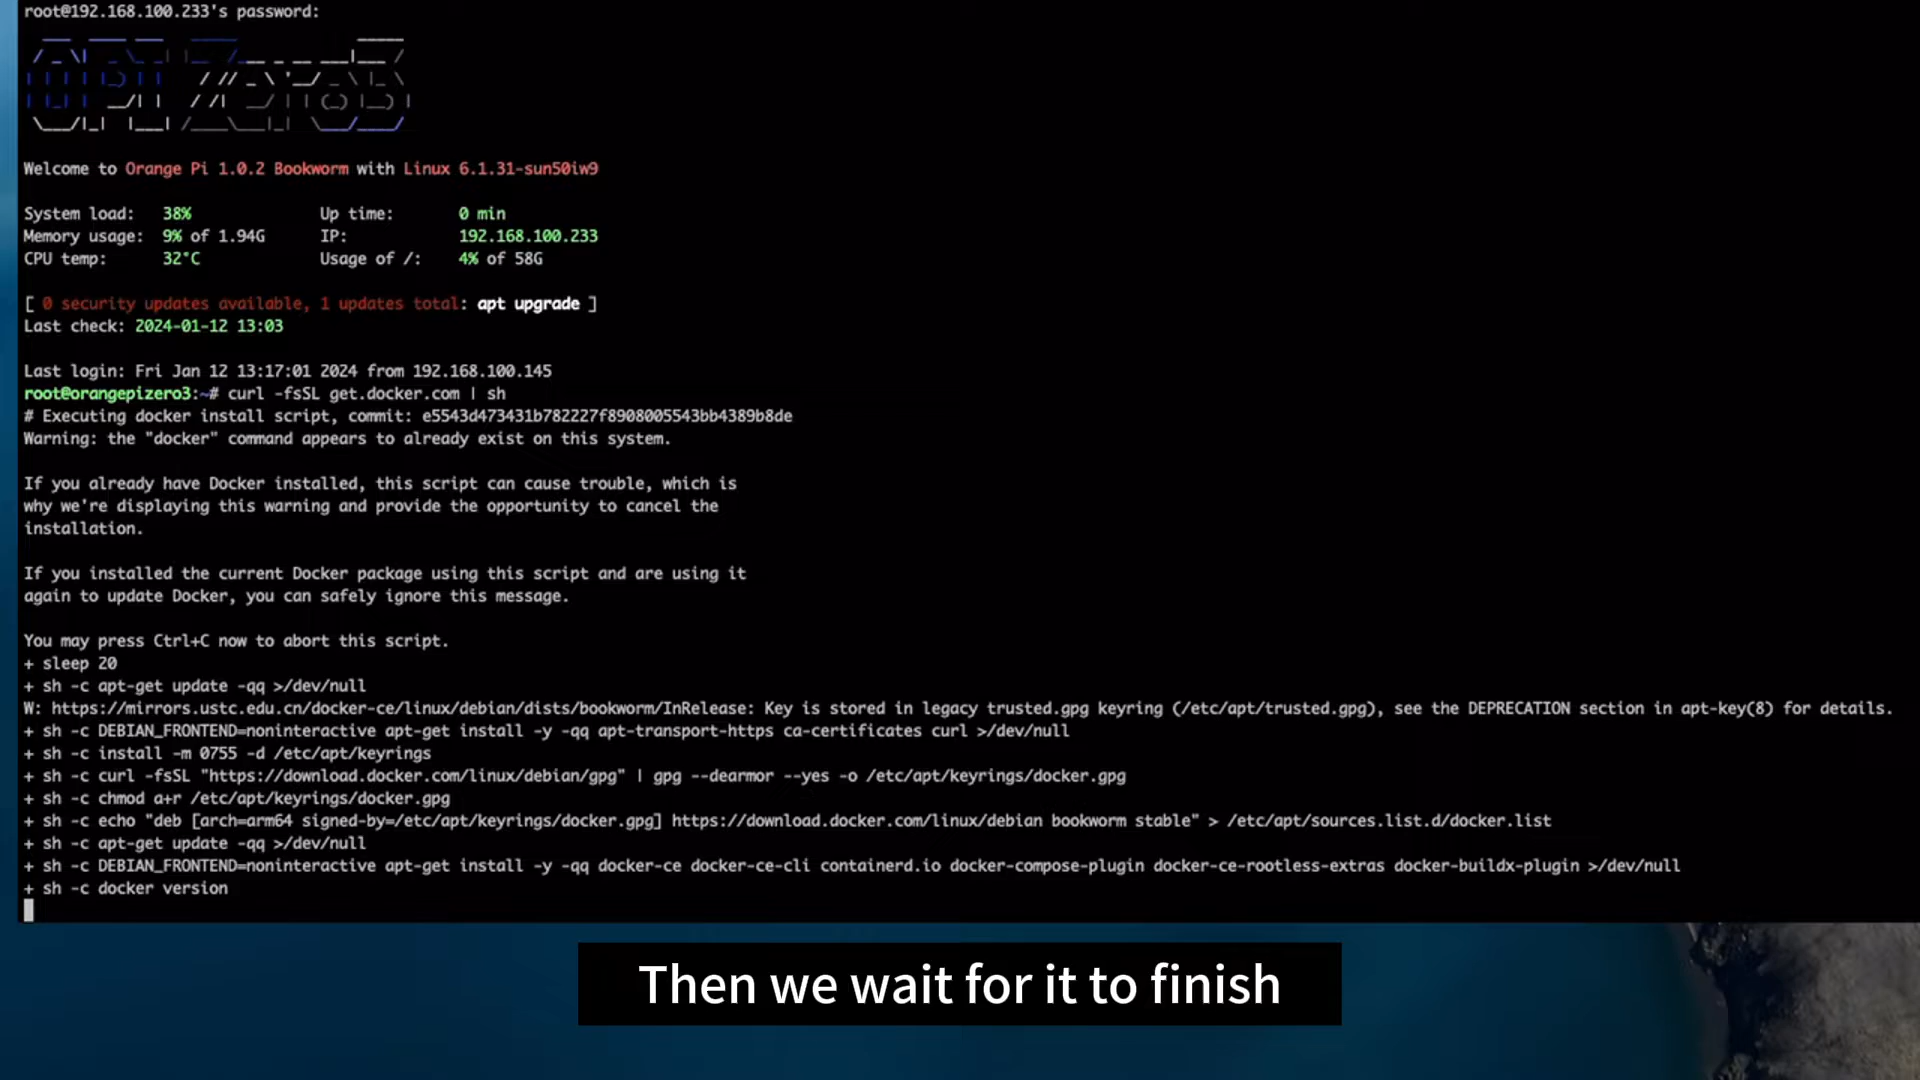 root@192.168.100.233's password:
OPI Zero3
Welcome to Orange Pi 1.0.2 Bookworm with Linux 6.1.31-sun50iw9
System load: 38% Up time: 0 min
Memory usage: 9% of 1.94G IP: 192.168.100.233
CPU temp: 32°C Usage of /: 4% of 58G
[ 0 security updates available, 1 updates total: apt upgrade ]
Last check: 2024-01-12 13:03
Last login: Fri Jan 12 13:17:01 2024 from 192.168.100.145
root@orangepizero3:~# curl -fsSL get.docker.com | sh
# Executing docker install script, commit: e5543d473431b782227f8908005543bb4389b8de
Warning: the "docker" command appears to already exist on this system.
If you already have Docker installed, this script can cause trouble, which is
why we're displaying this warning and provide the opportunity to cancel the
installation.
If you installed the current Docker package using this script and are using it
again to update Docker, you can safely ignore this message.
You may press Ctrl+C now to abort this script.
+ sleep 20
+ sh -c apt-get update -qq >/dev/null
W: https://mirrors.ustc.edu.cn/docker-ce/linux/debian/dists/bookworm/InRelease: Key is stored in legacy trusted.gpg keyring (/etc/apt/trusted.gpg), see the DEPRECATION section in apt-key(8) for details.
+ sh -c DEBIAN_FRONTEND=noninteractive apt-get install -y -qq apt-transport-https ca-certificates curl >/dev/null
+ sh -c install -m 0755 -d /etc/apt/keyrings
+ sh -c curl -fsSL "https://download.docker.com/linux/debian/gpg" | gpg --dearmor --yes -o /etc/apt/keyrings/docker.gpg
+ sh -c chmod a+r /etc/apt/keyrings/docker.gpg
+ sh -c echo "deb [arch=arm64 signed-by=/etc/apt/keyrings/docker.gpg] https://download.docker.com/linux/debian bookworm stable" > /etc/apt/sources.list.d/docker.list
+ sh -c apt-get update -qq >/dev/null
+ sh -c DEBIAN_FRONTEND=noninteractive apt-get install -y -qq docker-ce docker-ce-cli containerd.io docker-compose-plugin docker-ce-rootless-extras docker-buildx-plugin >/dev/null
+ sh -c docker version
Then we wait for it to finish